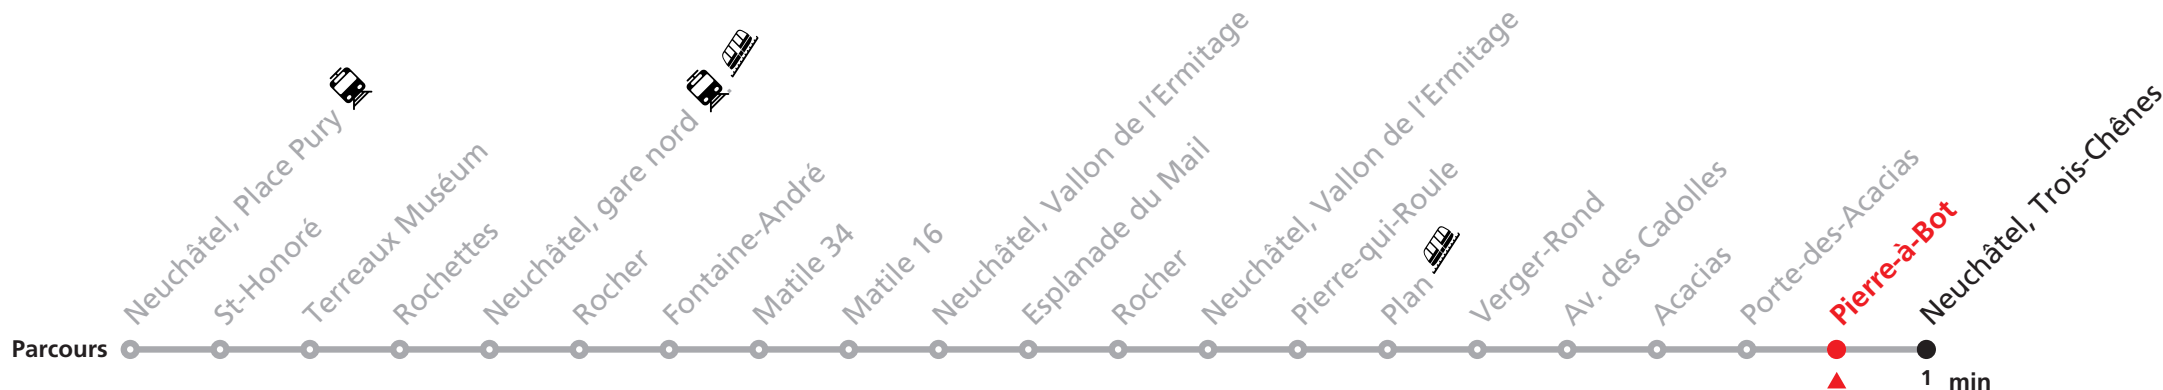 Neuchâtel, Place Pury
St-Honoré
Terreaux Muséum
Rochettes
Neuchâtel, gare nord
Rocher
Fontaine-André
Matile 34
Matile 16
Neuchâtel, Vallon de l'Ermitage
Esplanade du Mail
Rocher
Neuchâtel, Vallon de l'Ermitage
Pierre-qui-Roule
Plan
Verger-Rond
Av. des Cadolles
Acacias
Porte-des-Acacias
Pierre-à-Bot
Neuchâtel, Trois-Chênes
Parcours
1 min